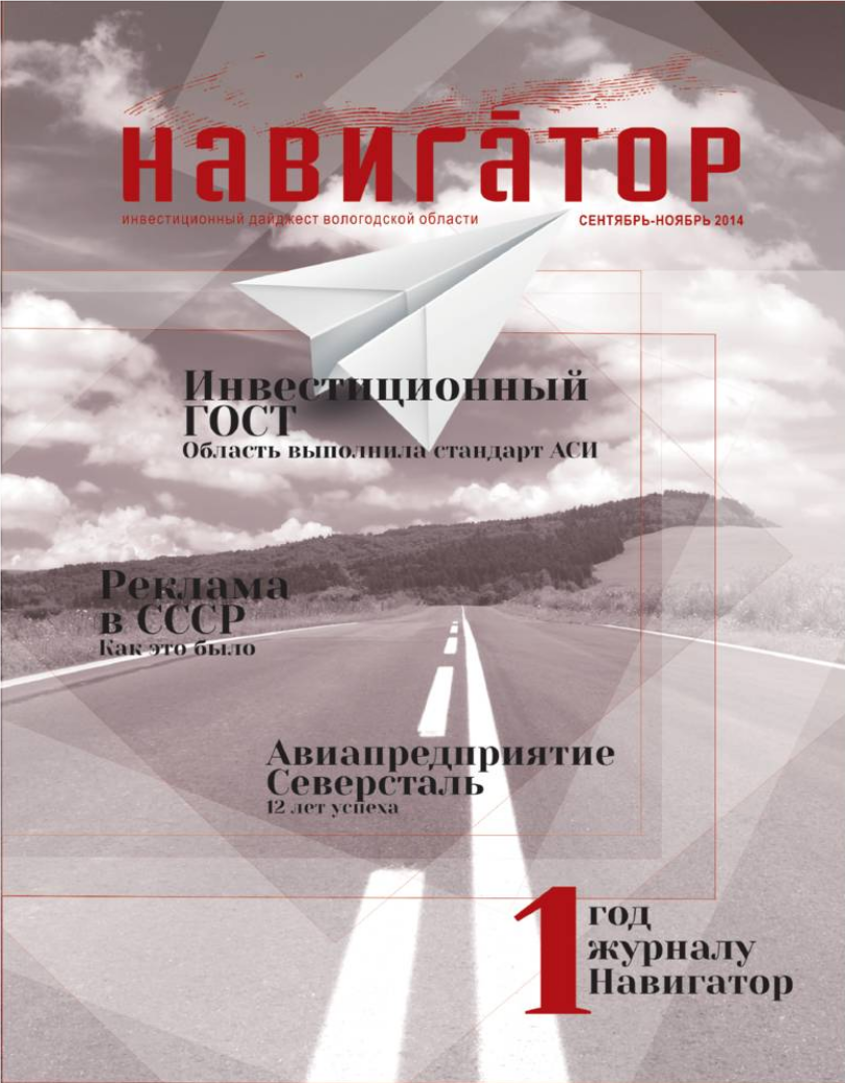 навигáтор
инвестиционный дайджест вологодской области
СЕНТЯБРЬ-НОЯБРЬ 2014
Инвестиционный
ГОСТ
Область выполнила стандарт АСИ
Реклама
в СССР
Как это было
Авиапредприятие
Северсталь
12 лет успеха
1
год
журналу
Навигатор